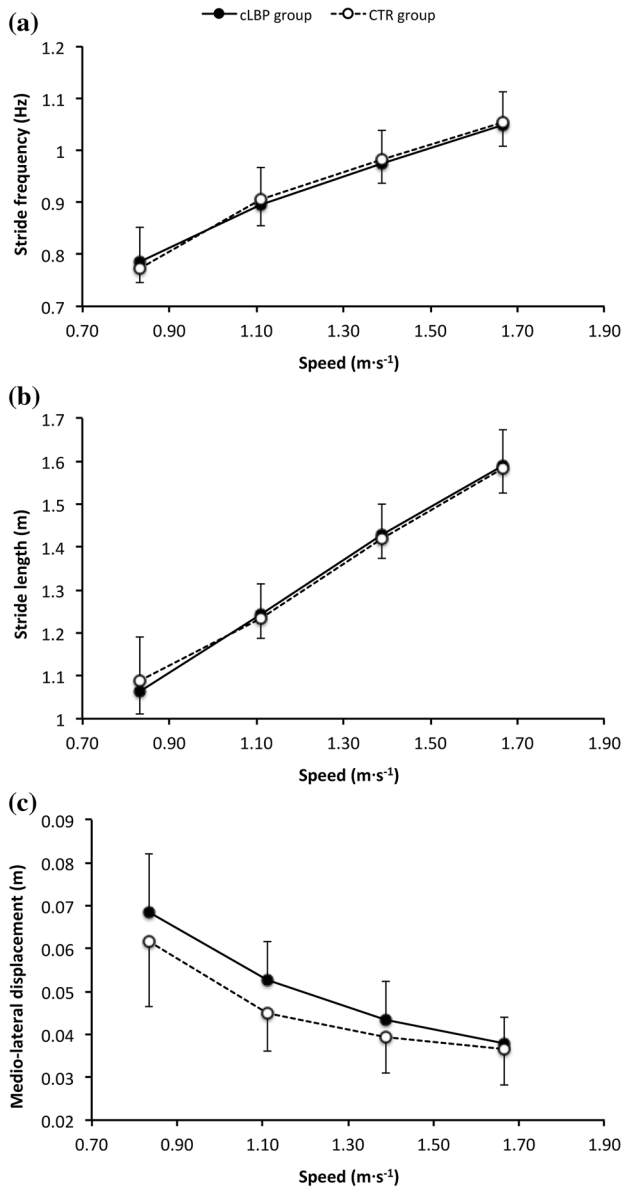 (a)
cLBP group CTR group
1.2
1.1
1
0.9
0.8
0.7
Stride frequency (Hz)
0.70 0.90 1.10 1.30 1.50 1.70 1.90
Speed (m·s⁻¹)
(b)
1.7
1.6
1.5
1.4
1.3
1.2
1.1
1
Stride length (m)
0.70 0.90 1.10 1.30 1.50 1.70 1.90
Speed (m·s⁻¹)
(c)
0.09
0.08
0.07
0.06
0.05
0.04
0.03
0.02
Medio-lateral displacement (m)
0.70 0.90 1.10 1.30 1.50 1.70 1.90
Speed (m·s⁻¹)